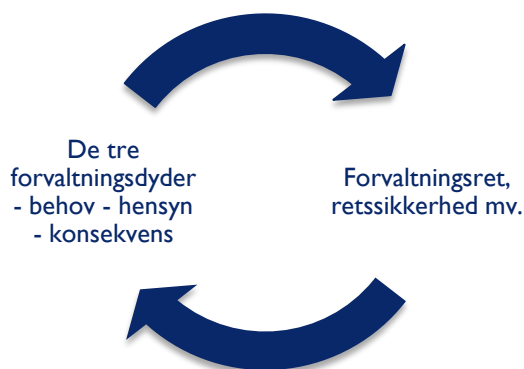 De tre
forvaltningsdyder
- behov - hensyn
- konsekvens
Forvaltningsret,
retssikkerhed mv.